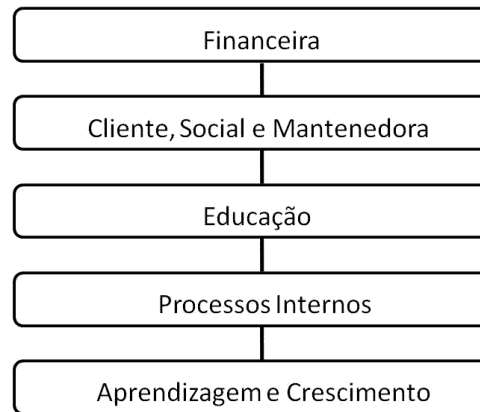 Financeira
Cliente, Social e Mantenedora
Educação
Processos Internos
Aprendizagem e Crescimento